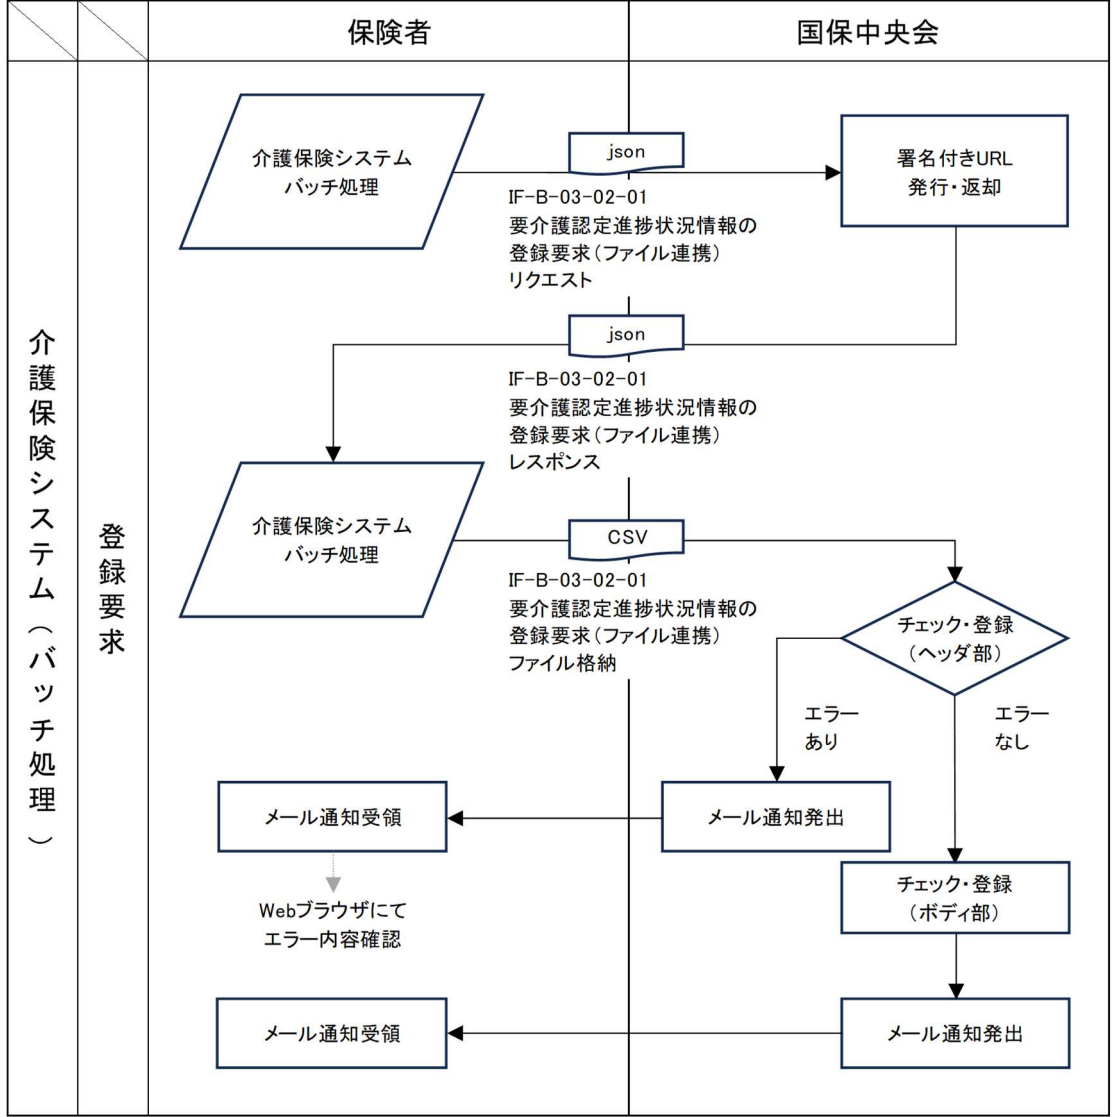 保険者
国保中央会
介護保険システム（バッチ処理）
登録要求
介護保険システム
バッチ処理
json
署名付きURL
発行・返却
IF-B-03-02-01
要介護認定進捗状況情報の
登録要求（ファイル連携）
リクエスト
json
IF-B-03-02-01
要介護認定進捗状況情報の
登録要求（ファイル連携）
レスポンス
介護保険システム
バッチ処理
CSV
IF-B-03-02-01
要介護認定進捗状況情報の
登録要求（ファイル連携）
ファイル格納
チェック・登録
（ヘッダ部）
エラー
あり
エラー
なし
メール通知受領
メール通知発出
Webブラウザにて
エラー内容確認
チェック・登録
（ボディ部）
メール通知受領
メール通知発出